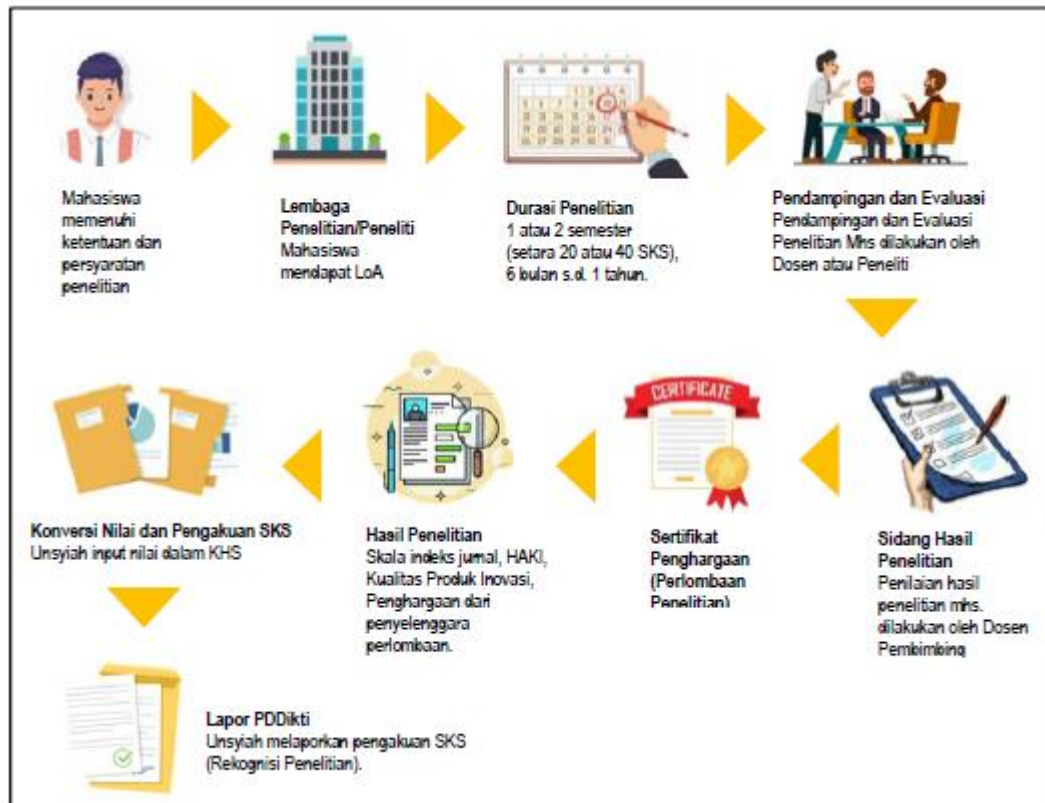 Mahasiswa
memenuhi
ketentuan dan
persyaratan
penelitian
Lembaga
Penelitian/Peneliti
Mahasiswa
mendapat LoA
Durasi Penelitian
1 atau 2 semester
(setara 20 atau 40 SKS),
6 bulan s.d. 1 tahun.
Pendampingan dan Evaluasi
Pendampingan dan Evaluasi
Penelitian Mhs dilakukan oleh
Dosen atau Peneliti
Sidang Hasil
Penelitian
Penilaian hasil
penelitian mhs.
dilakukan oleh Dosen
Pembimbing
CERTIFICATE
Sertifikat
Penghargaan
(Perlombaan
Penelitian)
Hasil Penelitian
Skala indeks jurnal, HAKI,
Kualitas Produk Inovasi,
Penghargaan dari
penyelenggara
perlombaan.
Konversi Nilai dan Pengakuan SKS
Unsyiah input nilai dalam KHS
Lapor PDDikti
Unsyiah melaporkan pengakuan SKS
(Rekognisi Penelitian).